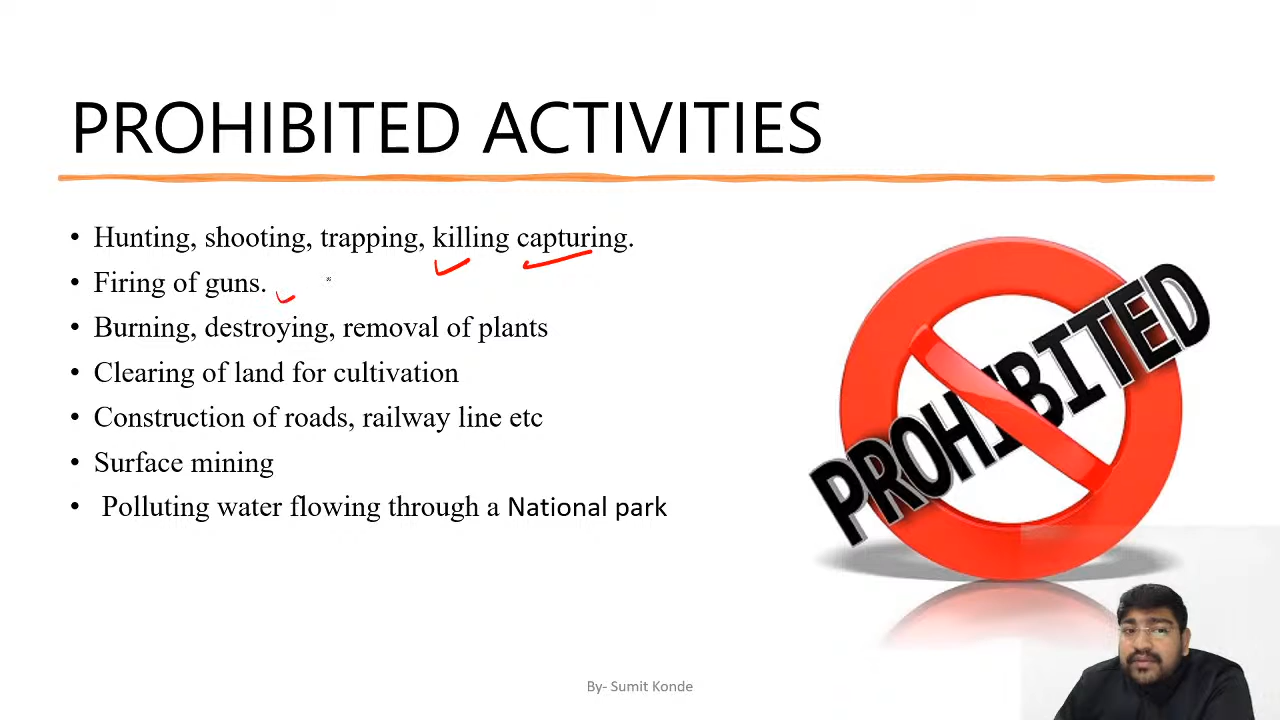 PROHIBITED ACTIVITIES
• Hunting, shooting, trapping, killing capturing.
• Firing of guns.
• Burning, destroying, removal of plants
• Clearing of land for cultivation
• Construction of roads, railway line etc
• Surface mining
• Polluting water flowing through a National park
PROHIBITED
By- Sumit Konde